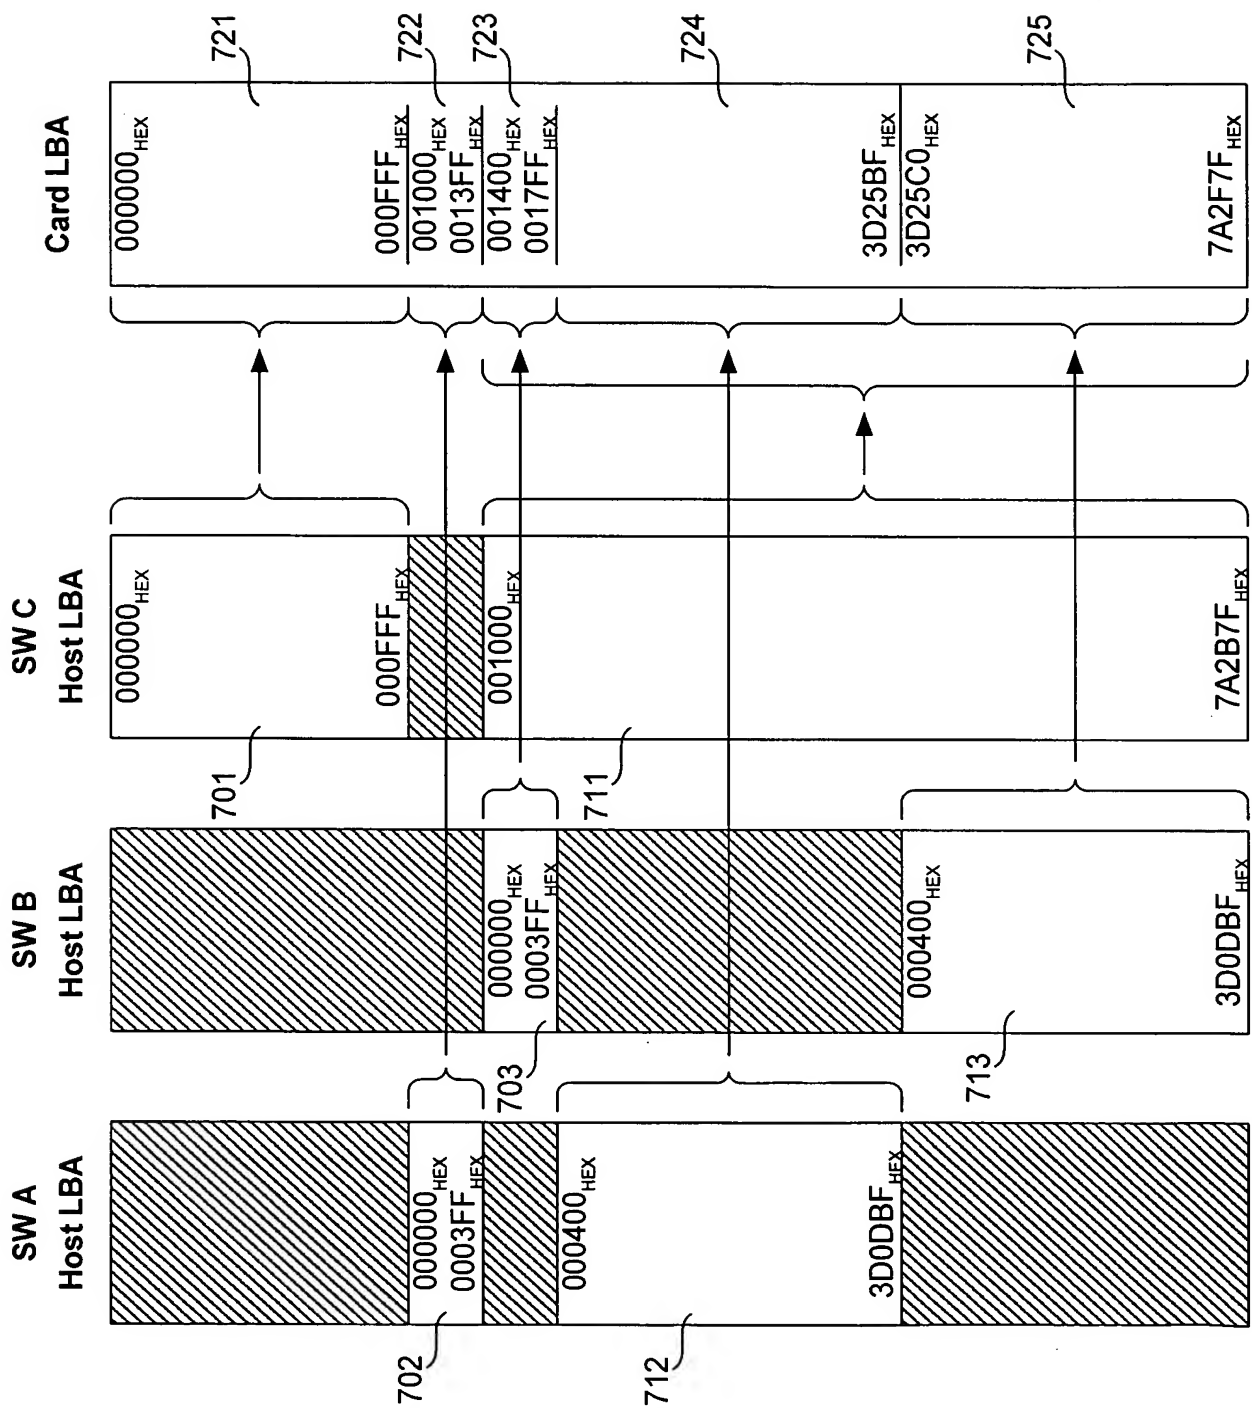 SW A
Host LBA
702
000000HEX
0003FFHEX
712
000400HEX
3D0DBFHEX
SW B
Host LBA
703
000000HEX
0003FFHEX
713
000400HEX
3D0DBFHEX
SW C
Host LBA
701
000000HEX
000FFFHEX
711
001000HEX
7A2B7FHEX
Card LBA
000000HEX
721
000FFFHEX
001000HEX
722
0013FFHEX
001400HEX
723
0017FFHEX
724
3D25BFHEX
3D25C0HEX
725
7A2F7FHEX